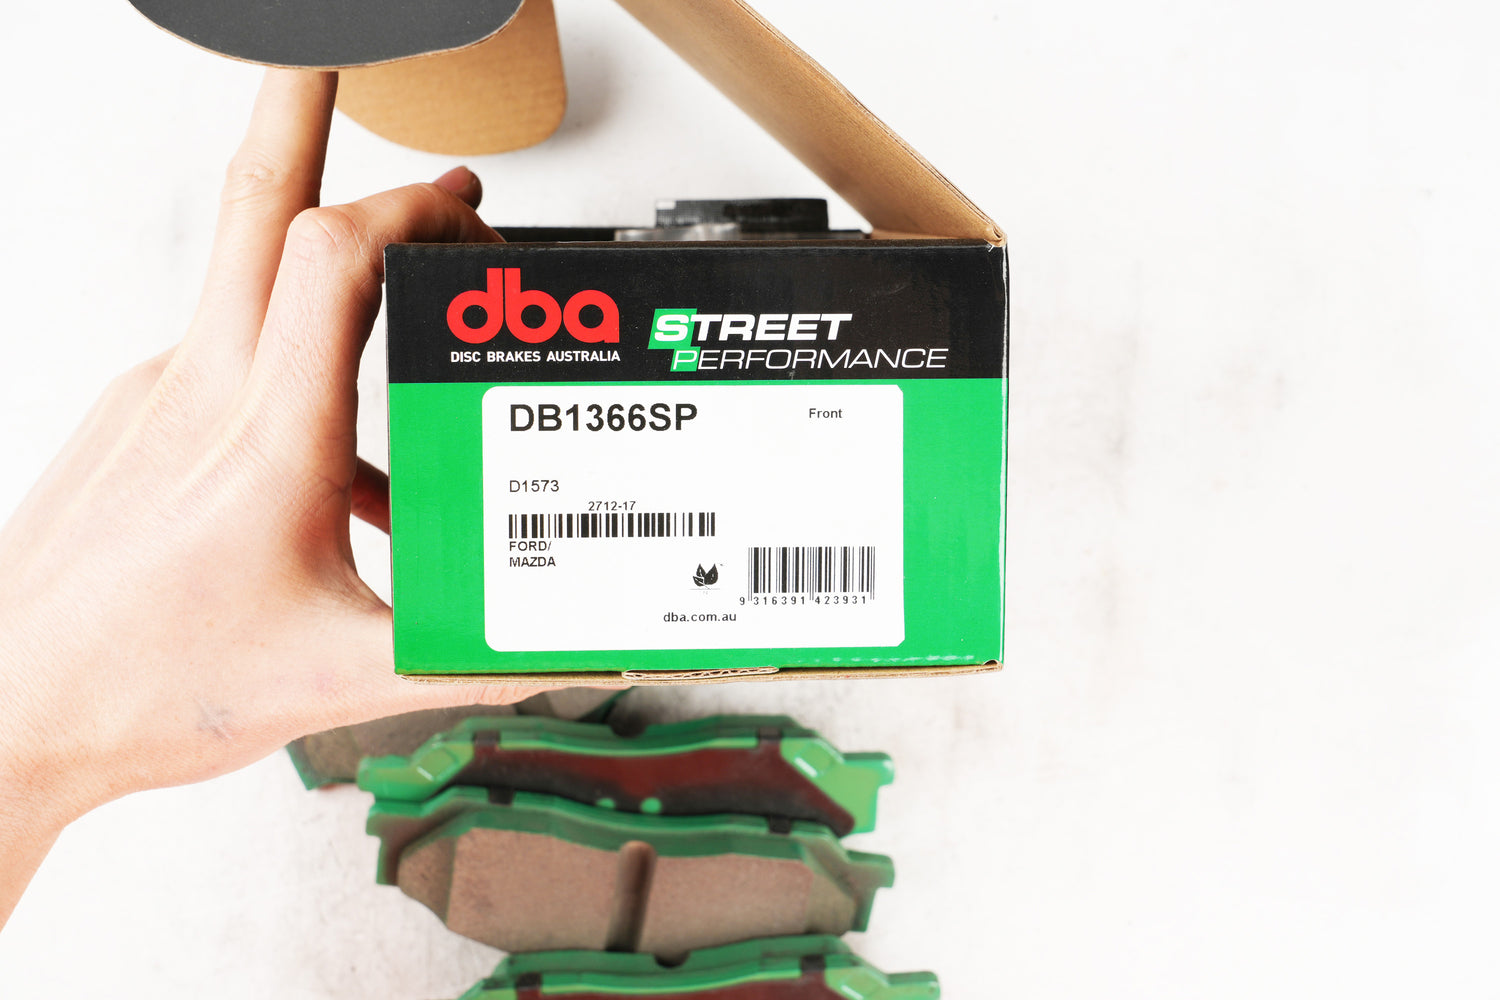 dba
DISC BRAKES AUSTRALIA
STREET
PERFORMANCE
DB1366SP
Front
D1573
2712-17
FORD/
MAZDA
9 316391 423931
dba.com.au